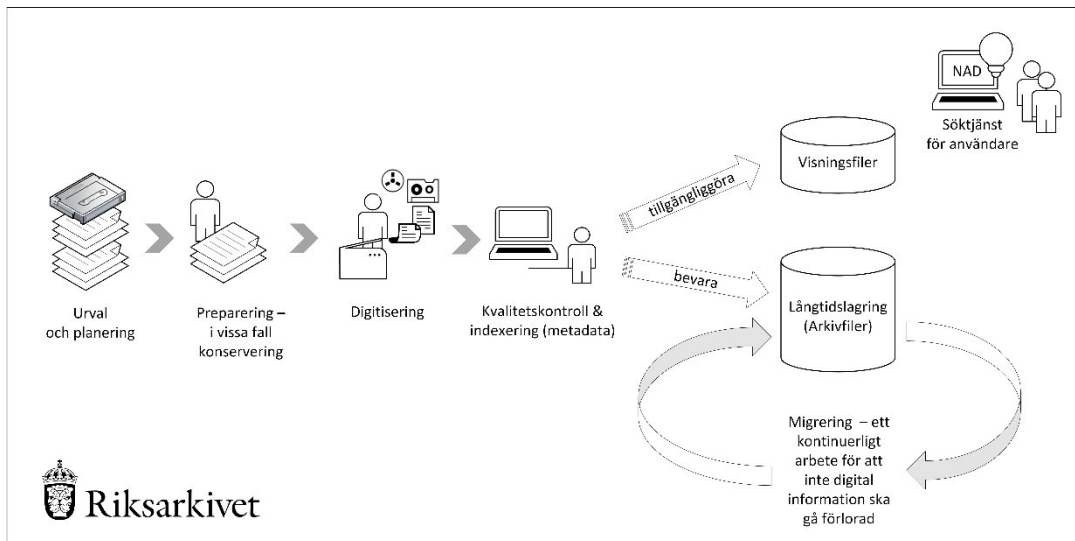 Urval
och planering
Preparering –
i vissa fall
konservering
Digitisering
Kvalitetskontroll &
indexering (metadata)
tillgängliggöra
bevara
Visningsfiler
NAD
Söktjänst
för användare
Långtidslagring
(Arkivfiler)
Migrering – ett
kontinuerligt
arbete för att
inte digital
information ska
gå förlorad
Riksarkivet